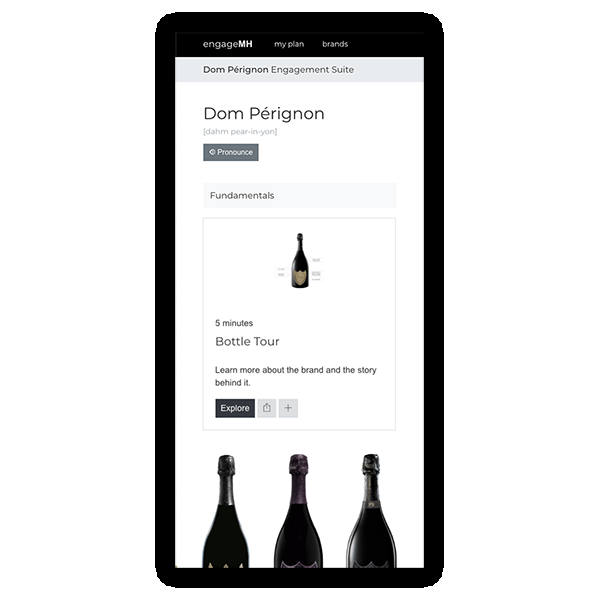 engageMH my plan brands
Dom Pérignon Engagement Suite
Dom Pérignon
[dahm pear-in-yon]
Pronounce
Fundamentals
5 minutes
Bottle Tour
Learn more about the brand and the story
behind it.
Explore